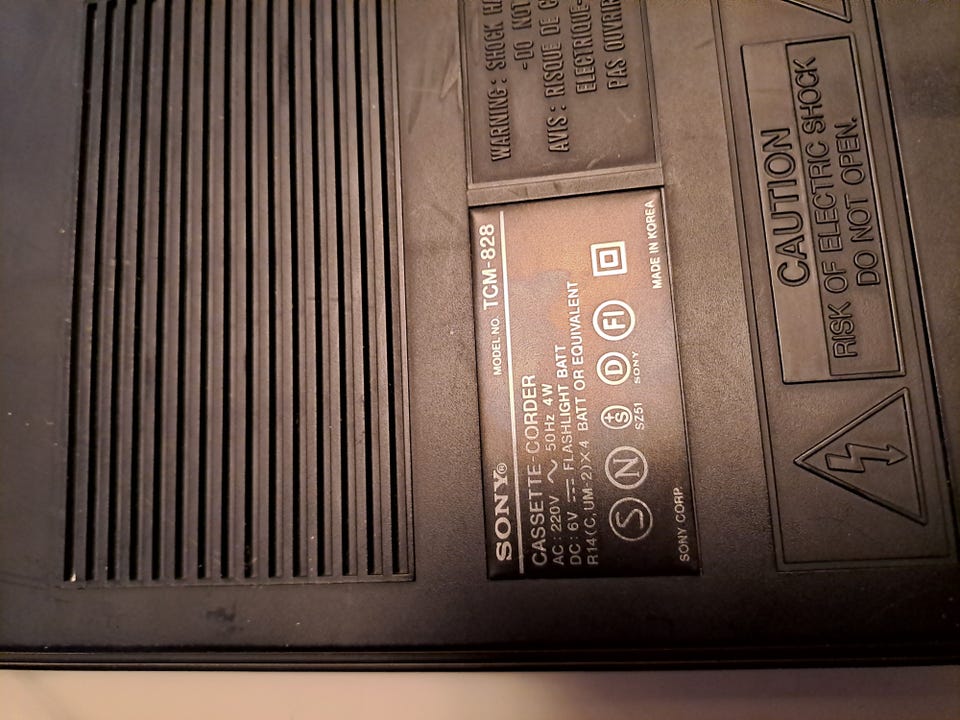 WARNING: SHOCK
-DO NOT
AVIS: RISQUE DE
ELECTRIQUE-
PAS OUVRIR
SONY® MODEL NO. TCM-828
CASSETTE-CORDER
AC: 220V ~ 50Hz 4W
DC: 6V ⎓ FLASHLIGHT BATT
R14(C, UM-2)×4 BATT OR EQUIVALENT
S N S D FI
SZ51 SONY
SONY CORP. MADE IN KOREA
CAUTION
RISK OF ELECTRIC SHOCK
DO NOT OPEN.